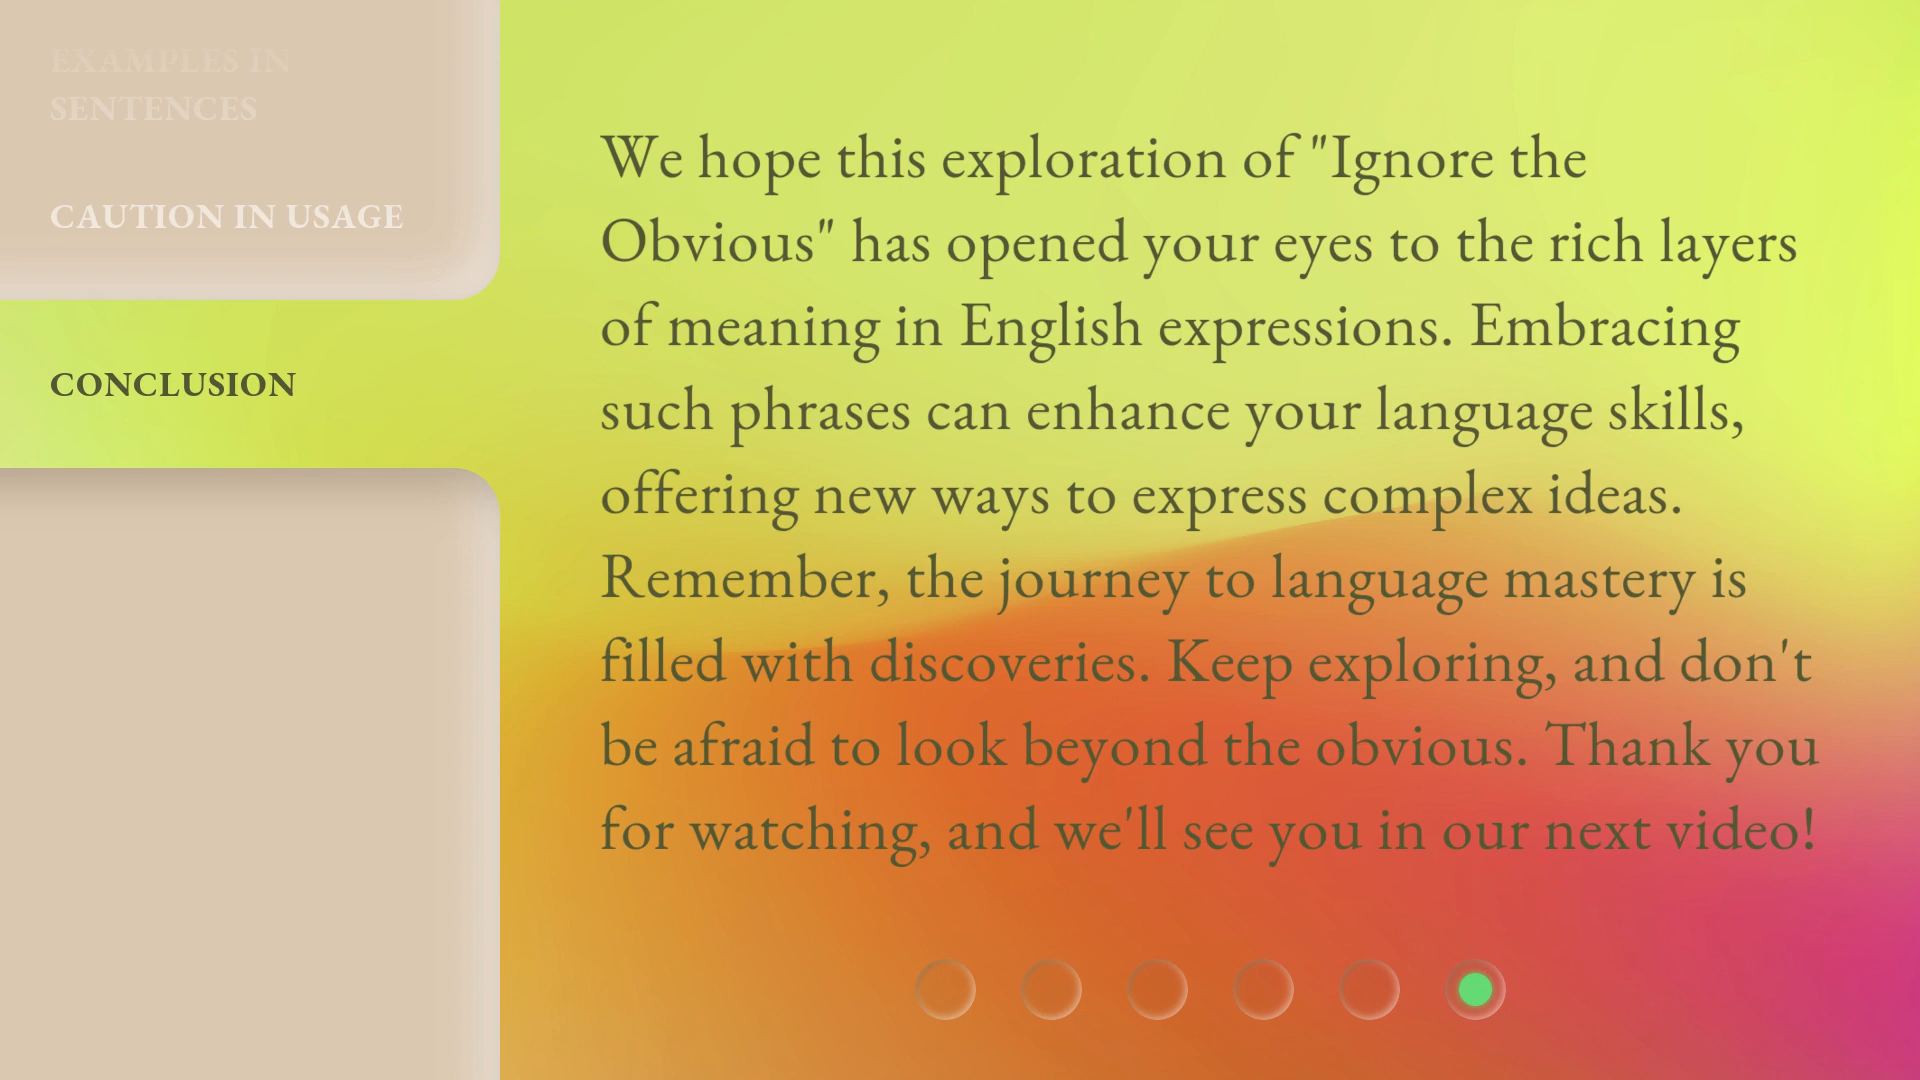 EXAMPLES IN
SENTENCES
CAUTION IN USAGE
CONCLUSION
We hope this exploration of "Ignore the
Obvious" has opened your eyes to the rich layers
of meaning in English expressions. Embracing
such phrases can enhance your language skills,
offering new ways to express complex ideas.
Remember, the journey to language mastery is
filled with discoveries. Keep exploring, and don't
be afraid to look beyond the obvious. Thank you
for watching, and we'll see you in our next video!